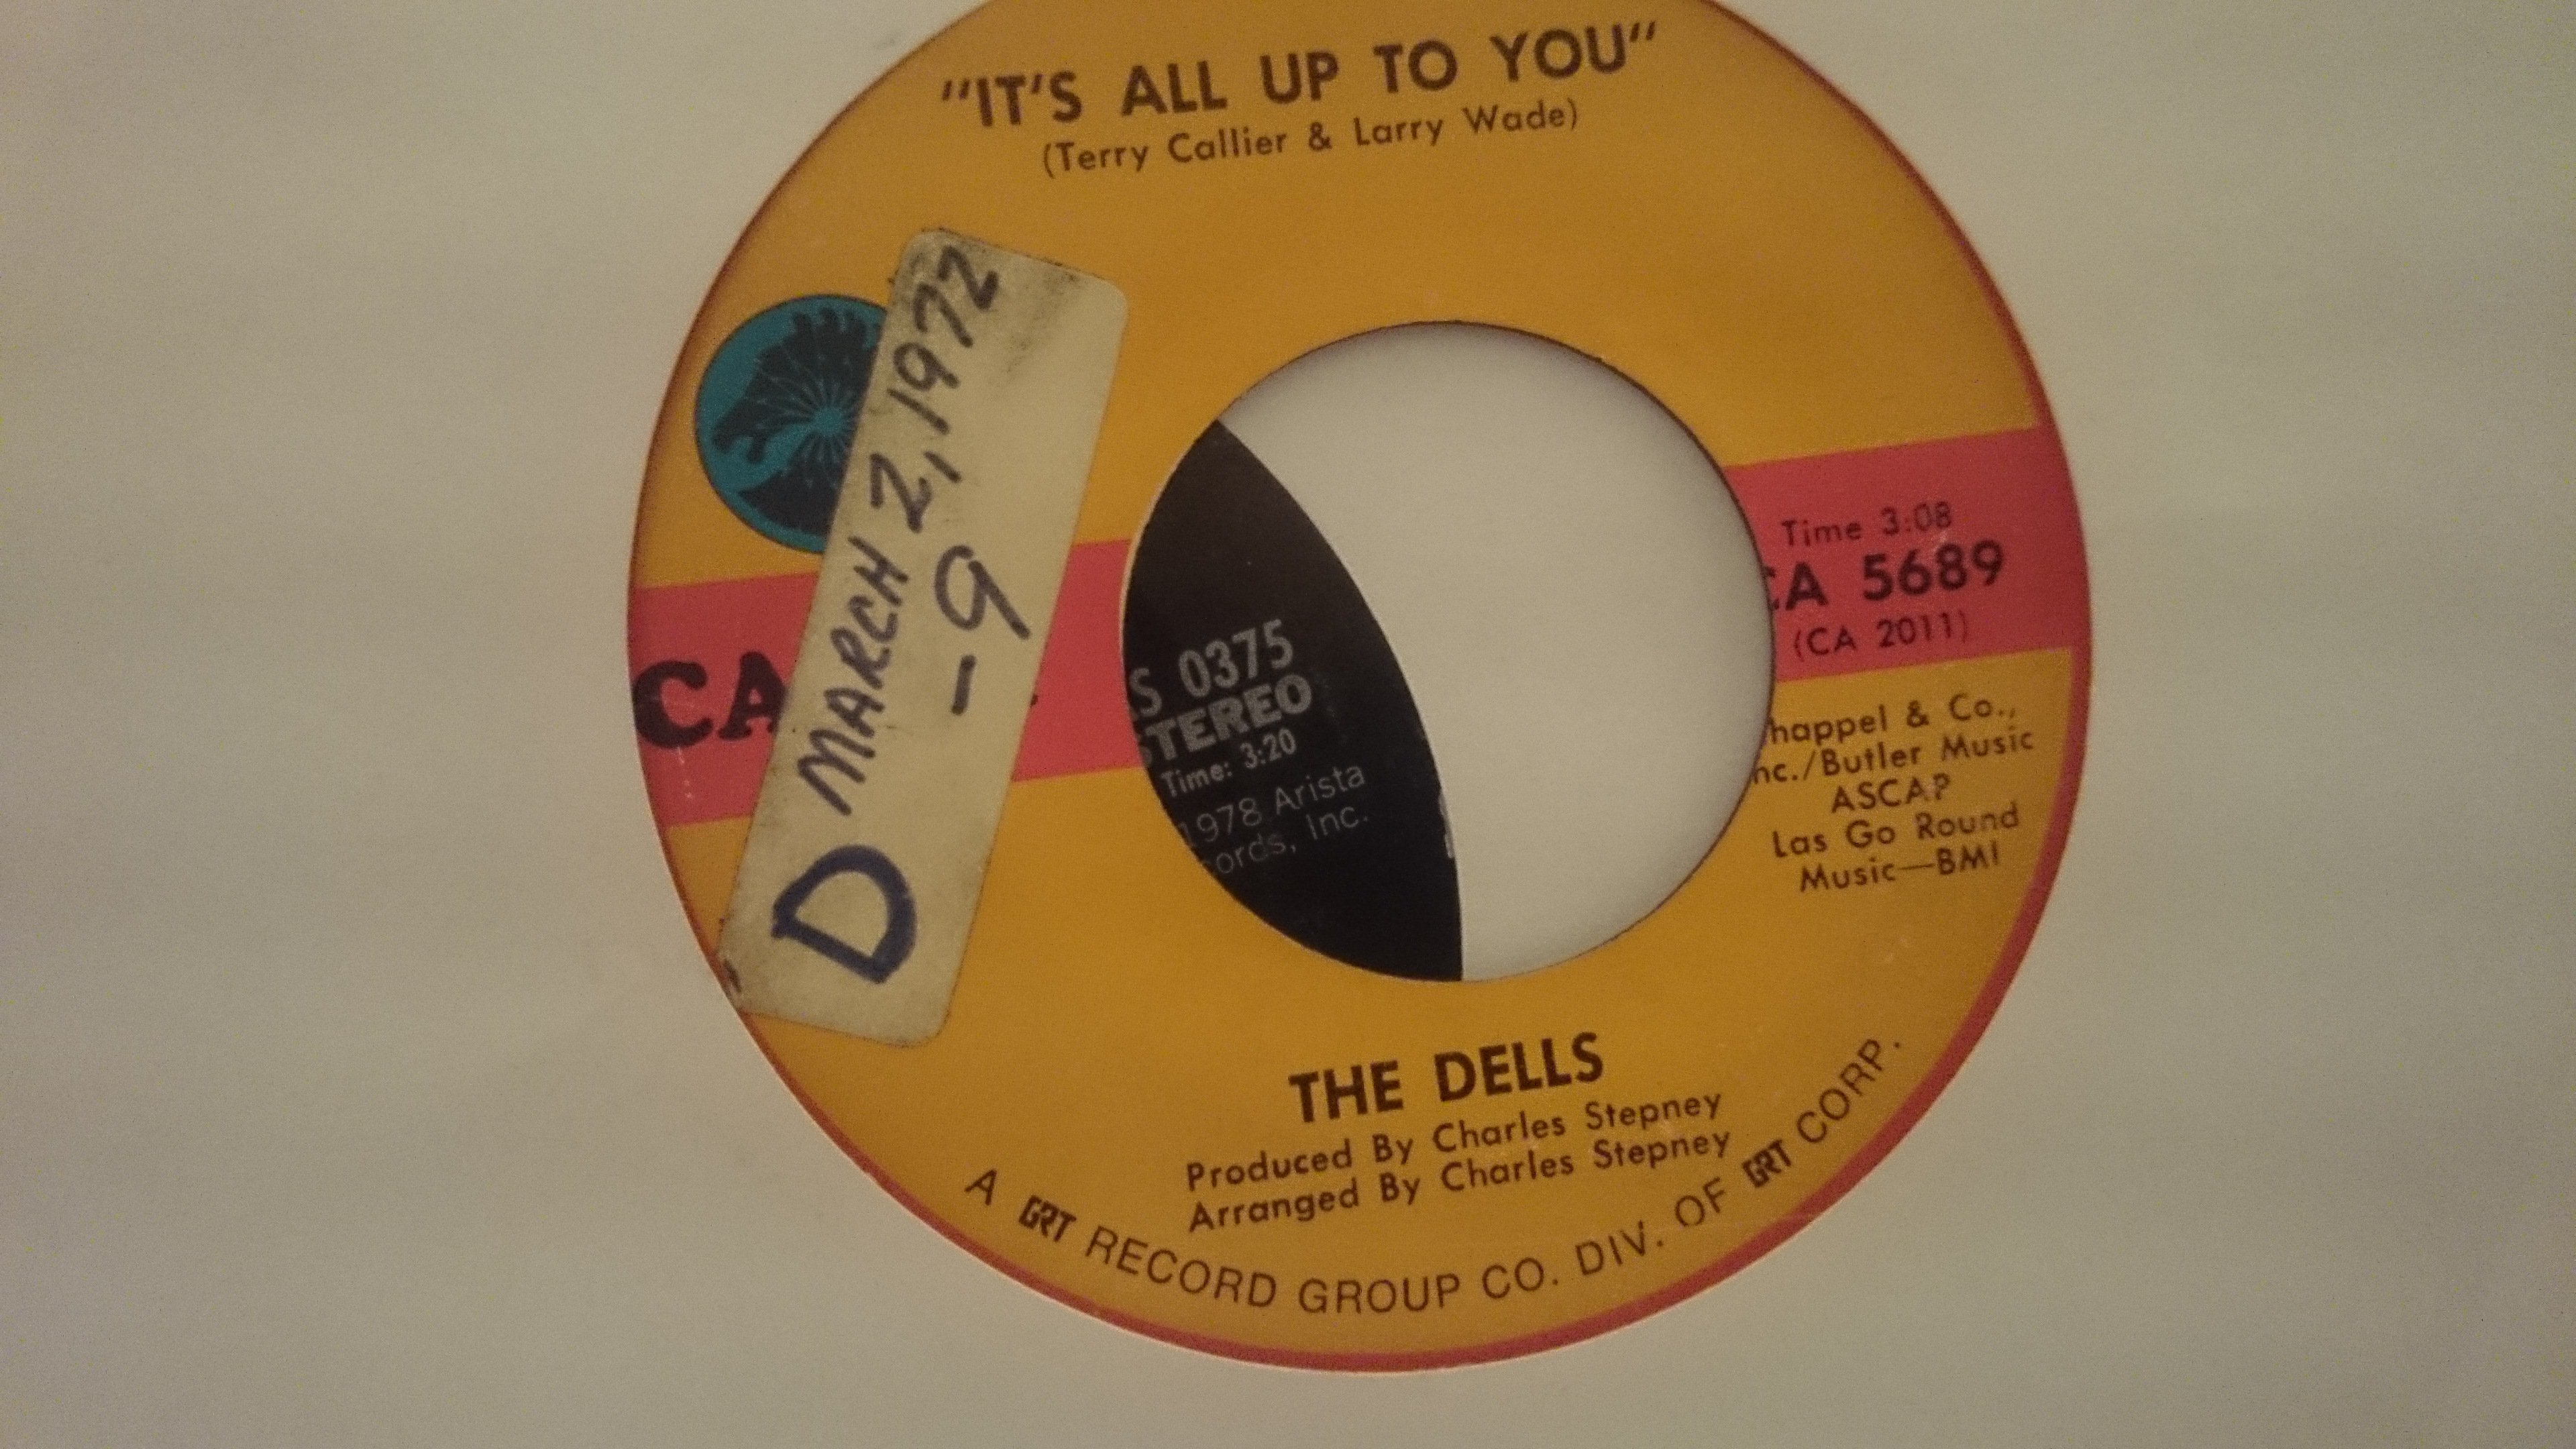 "IT'S ALL UP TO YOU"
(Terry Callier & Larry Wade)
MARCH 2, 1972
-9
D
CA
Time 3:08
CA 5689
(CA 2011)
happel & Co.,
nc./Butler Music
ASCAP
Las Go Round
Music—BMI
S 0375
STEREO
Time: 3:20
1978 Arista
cords, Inc.
THE DELLS
Produced By Charles Stepney
Arranged By Charles Stepney
A GRT RECORD GROUP CO. DIV. OF GRT CORP.